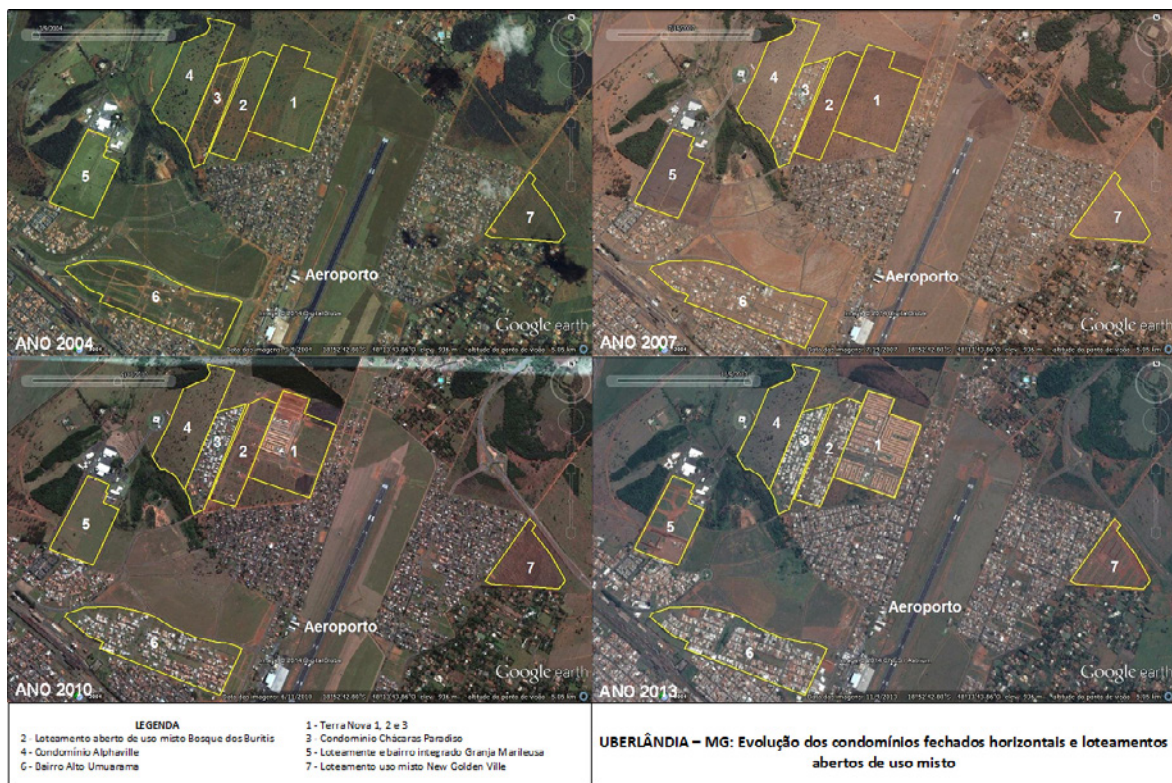 4
3
2
1
5
7
6
Aeroporto
Google earth
ANO 2004
4
3
2
1
5
7
6
Aeroporto
Google earth
ANO 2007
4
3
2
1
5
7
6
Aeroporto
Google earth
ANO 2010
4
3
2
1
5
7
6
Aeroporto
Google earth
ANO 2013
LEGENDA
1 - Terra Nova 1, 2 e 3
2 - Loteamento aberto de uso misto Bosque dos Buritis
3 - Condominio Chácaras Paradiso
4 - Condomínio Alphaville
5 - Loteamente e bairro integrado Granja Marileusa
6 - Bairro Alto Umuarama
7 - Loteamento uso misto New Golden Ville
UBERLÂNDIA – MG: Evolução dos condomínios fechados horizontais e loteamentos
abertos de uso misto